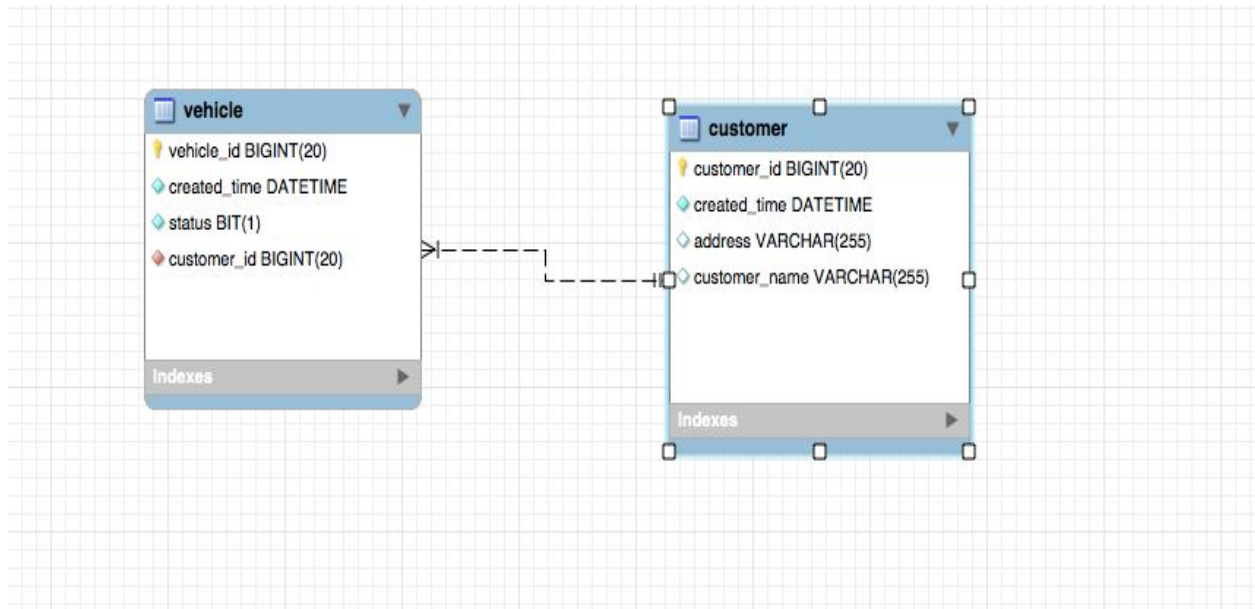 vehicle
vehicle_id BIGINT(20)
created_time DATETIME
status BIT(1)
customer_id BIGINT(20)
Indexes
customer
customer_id BIGINT(20)
created_time DATETIME
address VARCHAR(255)
customer_name VARCHAR(255)
Indexes